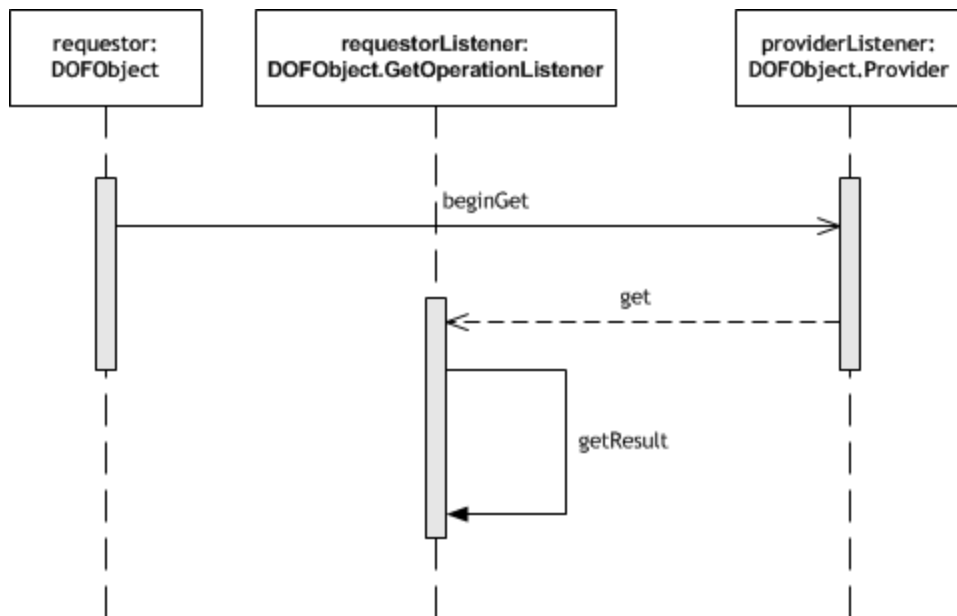 requestor:
DOFObject
requestorListener:
DOFObject.GetOperationListener
providerListener:
DOFObject.Provider
beginGet
get
getResult